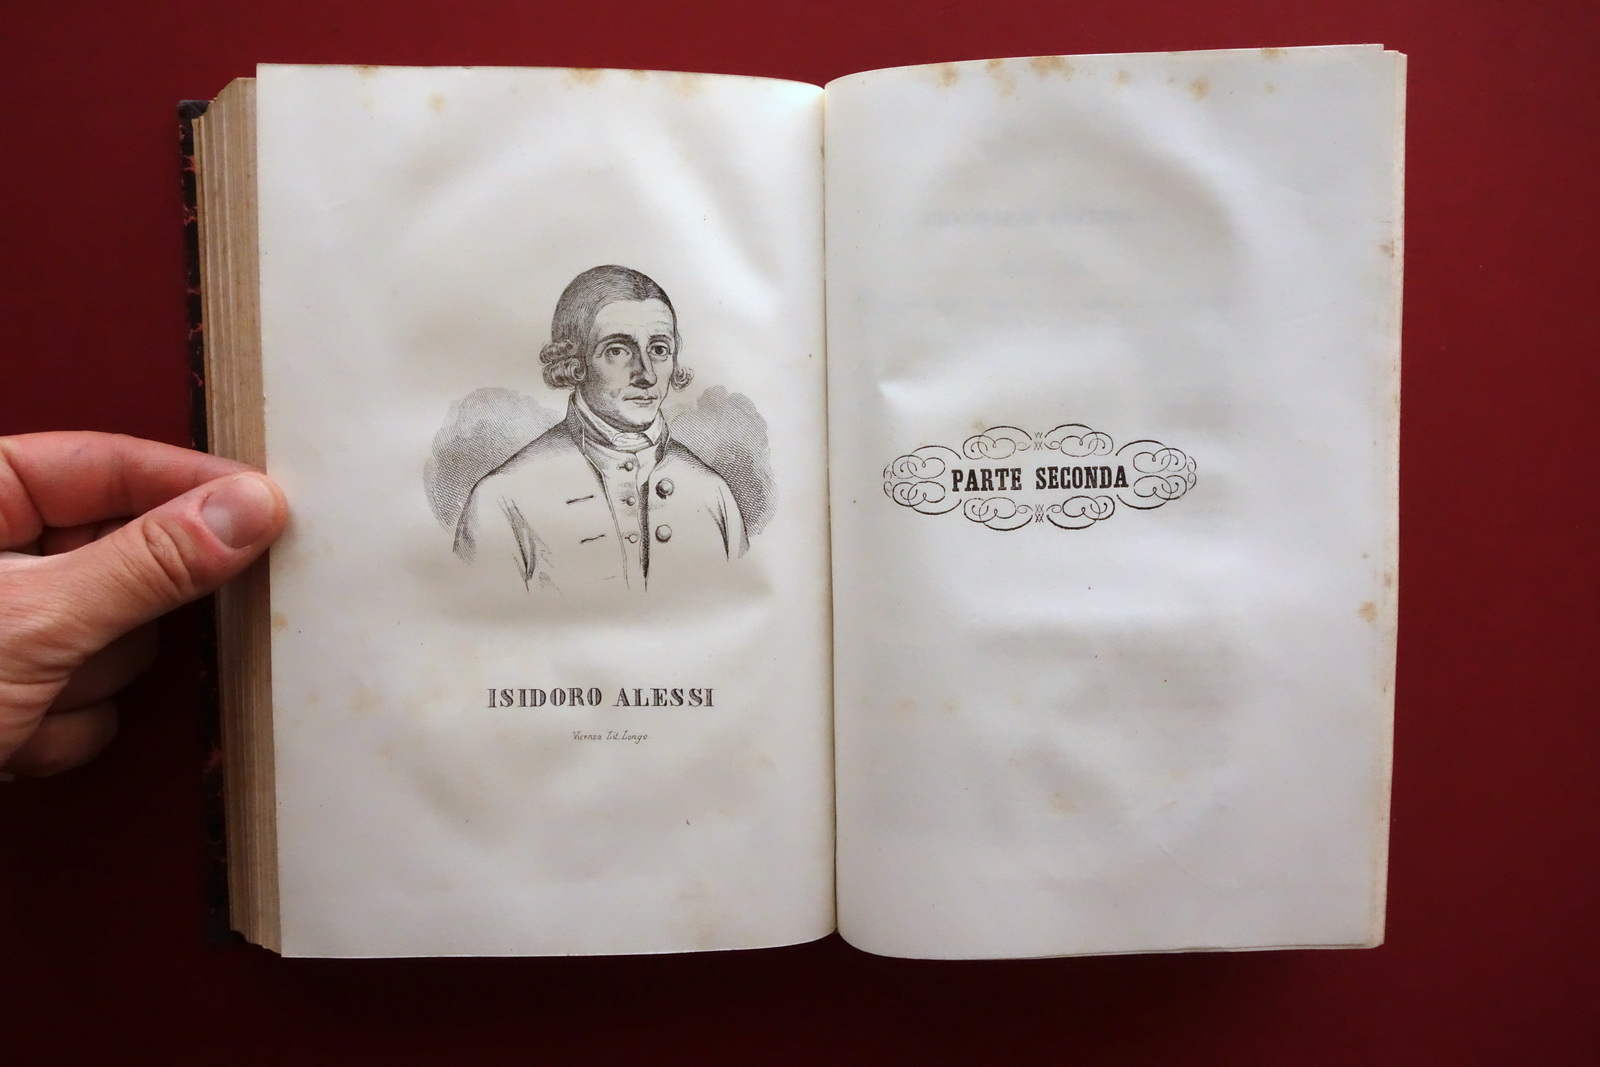 ISIDORO ALESSI
Vicenza Lit. Longo
PARTE SECONDA